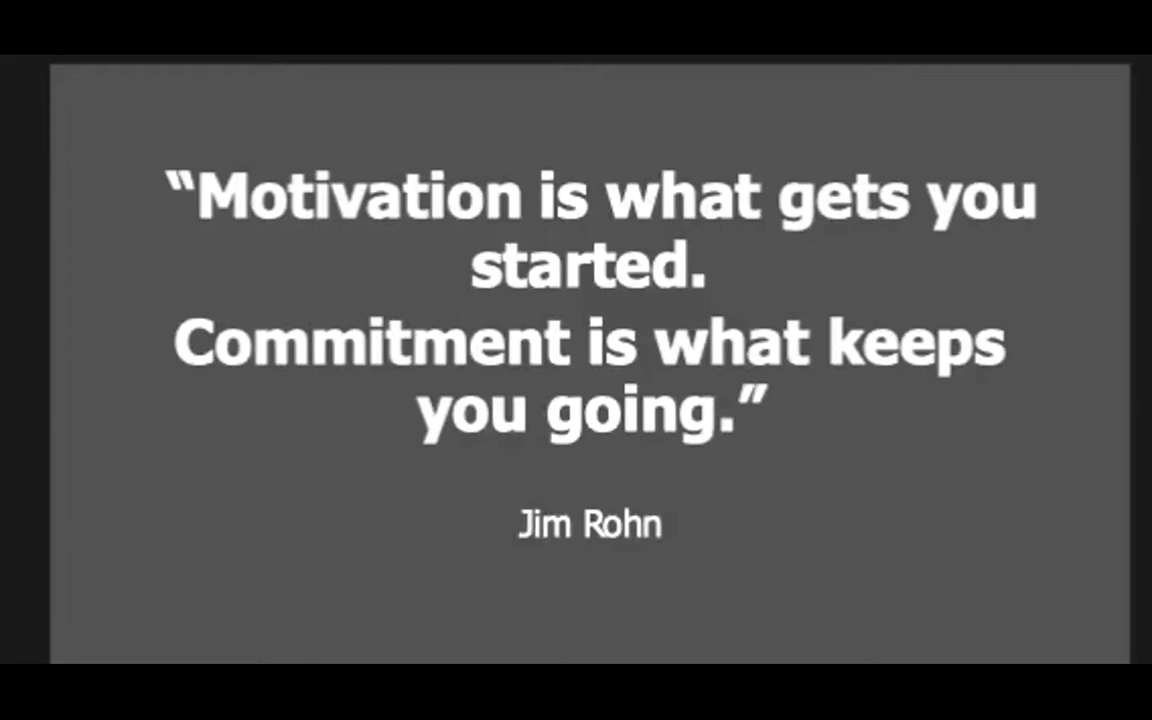 “Motivation is what gets you
started.
Commitment is what keeps
you going.”
Jim Rohn